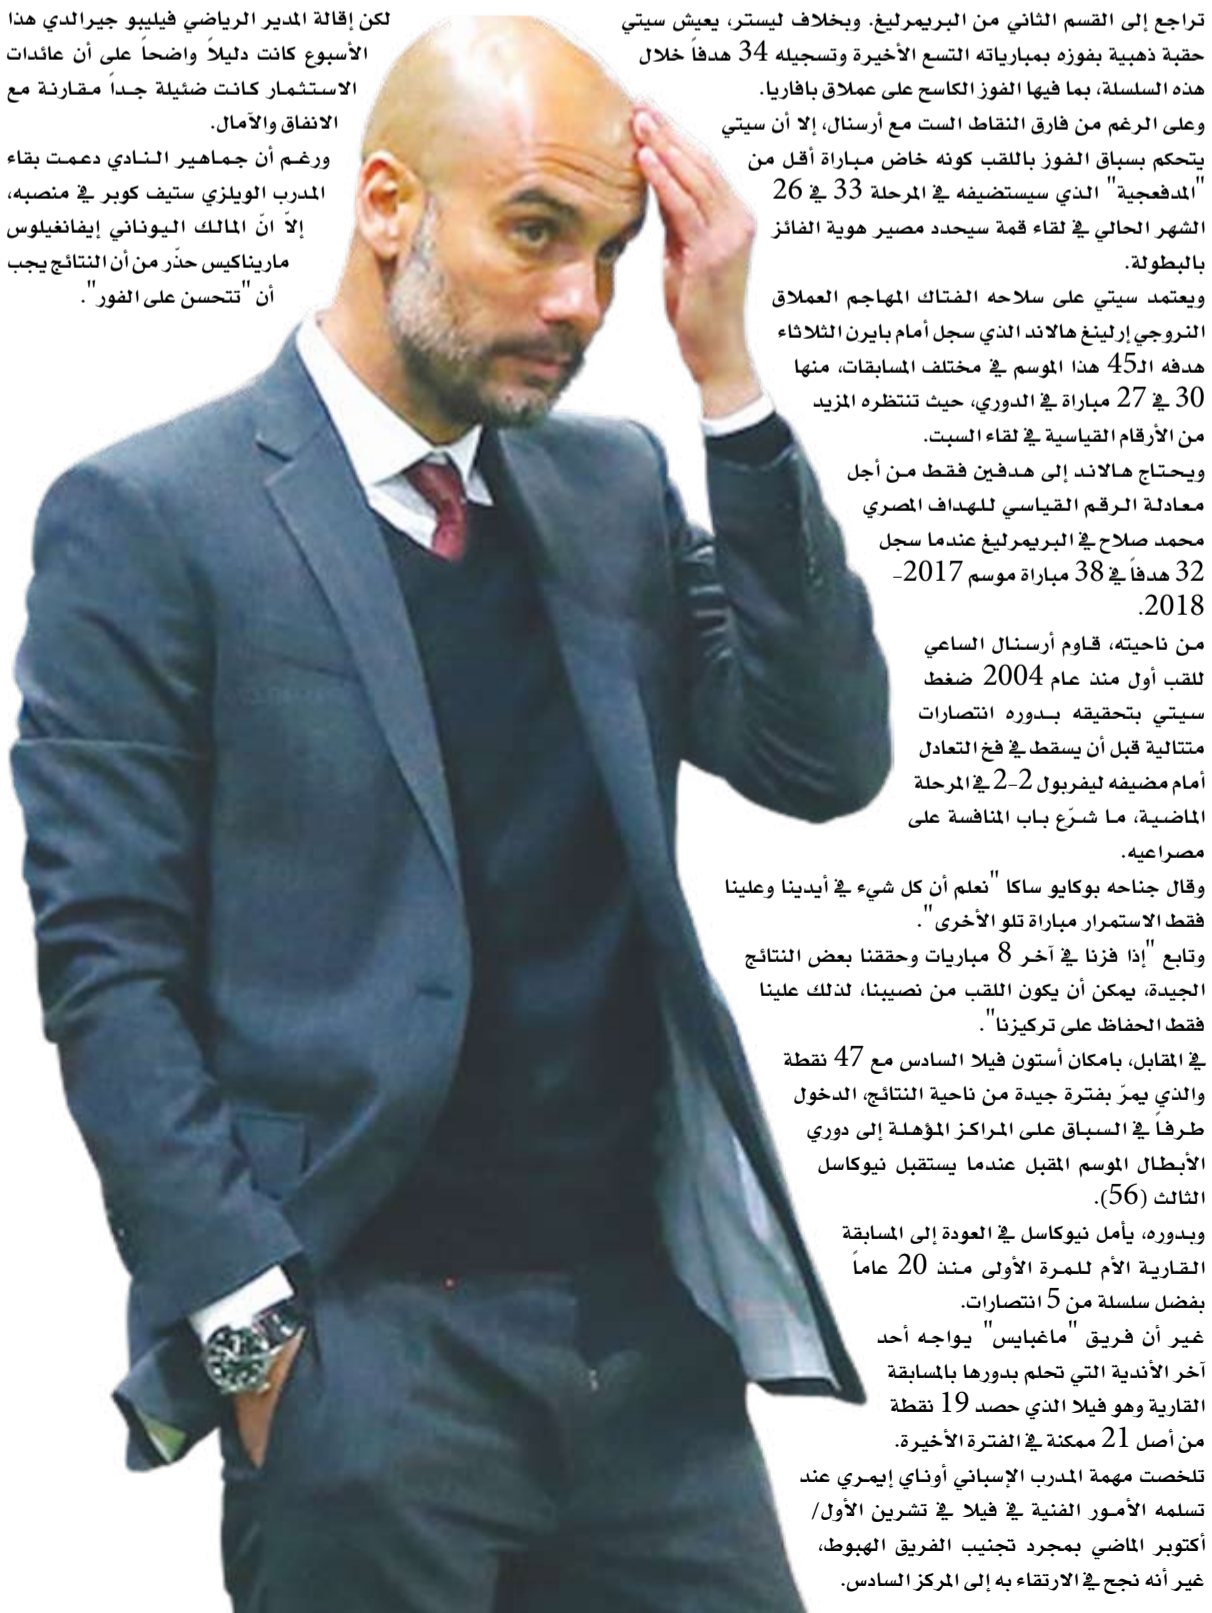 تراجع إلى القسم الثاني من البريمرليغ. وبخلاف ليستر، يعيش سيتي
حقبة ذهبية بفوزه بمبارياته التسع الأخيرة وتسجيله 34 هدفاً خلال
هذه السلسلة، بما فيها الفوز الكاسح على عملاق بافاريا.
وعلى الرغم من فارق النقاط الست مع أرسنال، إلا أن سيتي
يتحكم بسباق الفوز باللقب كونه خاض مباراة أقل من
"المدفعجية" الذي سيستضيفه في المرحلة 33 في 26
الشهر الحالي في لقاء قمة سيحدد مصير هوية الفائز
بالبطولة.
ويعتمد سيتي على سلاحه الفتاك المهاجم العملاق
النروجي إرلينغ هالاند الذي سجل أمام بايرن الثلاثاء
هدفه الـ45 هذا الموسم في مختلف المسابقات، منها
30 في 27 مباراة في الدوري، حيث تنتظره المزيد
من الأرقام القياسية في لقاء السبت.
ويحتاج هالاند إلى هدفين فقط من أجل
معادلة الرقم القياسي للهداف المصري
محمد صلاح في البريمرليغ عندما سجل
32 هدفاً في 38 مباراة موسم 2017-
2018.
من ناحيته، قاوم أرسنال الساعي
للقب أول منذ عام 2004 ضغط
سيتي بتحقيقه بدوره انتصارات
متتالية قبل أن يسقط في فخ التعادل
أمام مضيفه ليفربول 2-2 في المرحلة
الماضية، ما شرّع باب المنافسة على
مصراعيه.
وقال جناحه بوكايو ساكا "نعلم أن كل شيء في أيدينا وعلينا
فقط الاستمرار مباراة تلو الأخرى".
وتابع "إذا فزنا في آخر 8 مباريات وحققنا بعض النتائج
الجيدة، يمكن أن يكون اللقب من نصيبنا، لذلك علينا
فقط الحفاظ على تركيزنا".
في المقابل، بامكان أستون فيلا السادس مع 47 نقطة
والذي يمرّ بفترة جيدة من ناحية النتائج، الدخول
طرفاً في السباق على المراكز المؤهلة إلى دوري
الأبطال الموسم المقبل عندما يستقبل نيوكاسل
الثالث (56).
وبدوره، يأمل نيوكاسل في العودة إلى المسابقة
القارية الأم للمرة الأولى منذ 20 عاماً
بفضل سلسلة من 5 انتصارات.
غير أن فريق "ماغبايس" يواجه أحد
آخر الأندية التي تحلم بدورها بالمسابقة
القارية وهو فيلا الذي حصد 19 نقطة
من أصل 21 ممكنة في الفترة الأخيرة.
تلخصت مهمة المدرب الإسباني أوناي إيمري عند
تسلمه الأمور الفنية في فيلا في تشرين الأول/
أكتوبر الماضي بمجرد تجنيب الفريق الهبوط،
غير أنه نجح في الارتقاء به إلى المركز السادس.
لكن إقالة المدير الرياضي فيليبو جيرالدي هذا
الأسبوع كانت دليلاً واضحاً على أن عائدات
الاستثمار كانت ضئيلة جداً مقارنة مع
الانفاق والآمال.
ورغم أن جماهير النادي دعمت بقاء
المدرب الويلزي ستيف كوبر في منصبه،
إلاّ انّ المالك اليوناني إيفانغيلوس
ماريناكيس حذّر من أن النتائج يجب
أن "تتحسن على الفور".